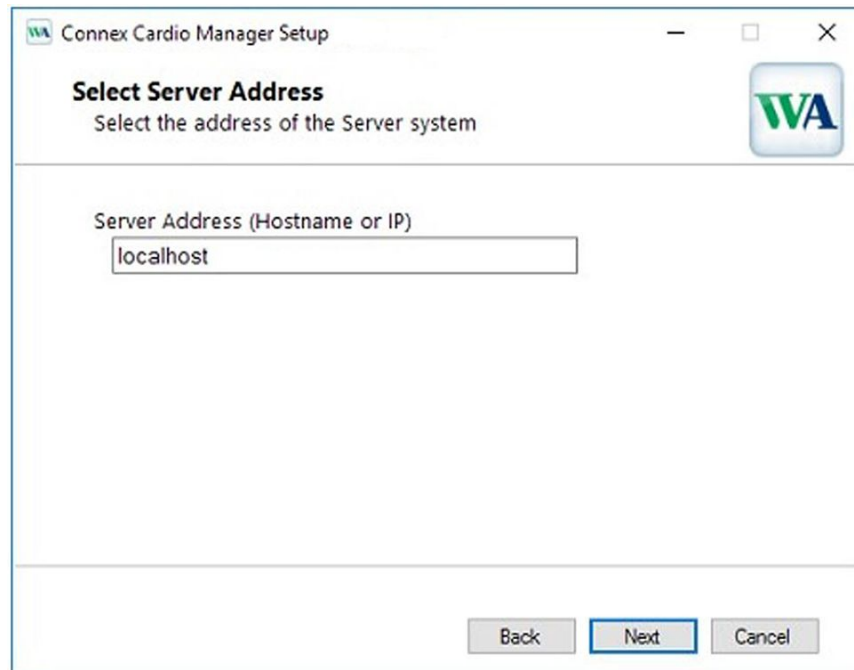 WA Connex Cardio Manager Setup
Select Server Address
Select the address of the Server system
WA
Server Address (Hostname or IP)
localhost
Back Next Cancel